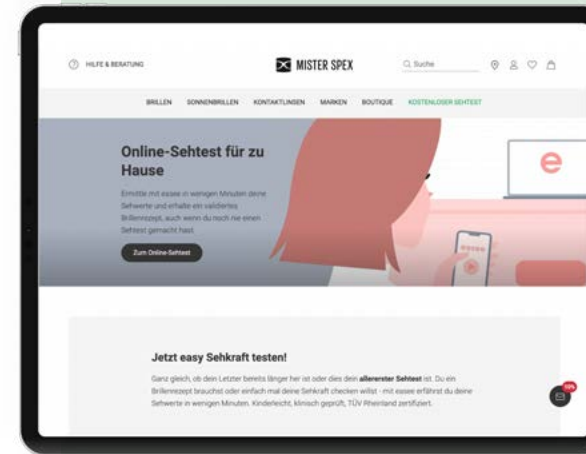 HILFE & BERATUNG
MISTER SPEX
Suche
BRILLEN SONNENBRILLEN KONTAKTLINSEN MARKEN BOUTIQUE KOSTENLOSER SEHTEST
Online-Sehtest für zu
Hause
Ermittle mit easee in wenigen Minuten deine
Sehwerte und erhalte ein validiertes
Brillenrezept, auch wenn du noch nie einen
Sehtest gemacht hast.
Zum Online-Sehtest
e
Jetzt easy Sehkraft testen!
Ganz gleich, ob dein Letzter bereits länger her ist oder dies dein allererster Sehtest ist. Du ein
Brillenrezept brauchst oder einfach mal deine Sehkraft checken willst - mit easee erfährst du deine
Sehwerte in wenigen Minuten. Kinderleicht, klinisch geprüft, TÜV Rheinland zertifiziert.